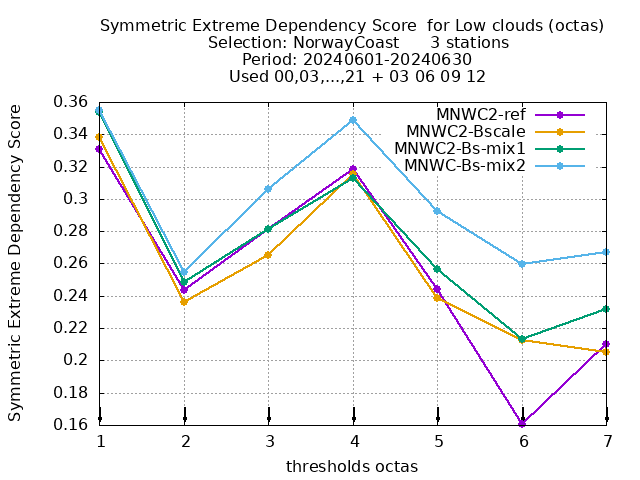 Symmetric Extreme Dependency Score  for Low clouds (octas)
Selection: NorwayCoast      3 stations
Period: 20240601-20240630
Used 00,03,...,21 + 03 06 09 12
Symmetric Extreme Dependency Score
0.36
0.34
0.32
0.3
0.28
0.26
0.24
0.22
0.2
0.18
0.16
MNWC2-ref
MNWC2-Bscale
MNWC2-Bs-mix1
MNWC-Bs-mix2
1 2 3 4 5 6 7
thresholds octas